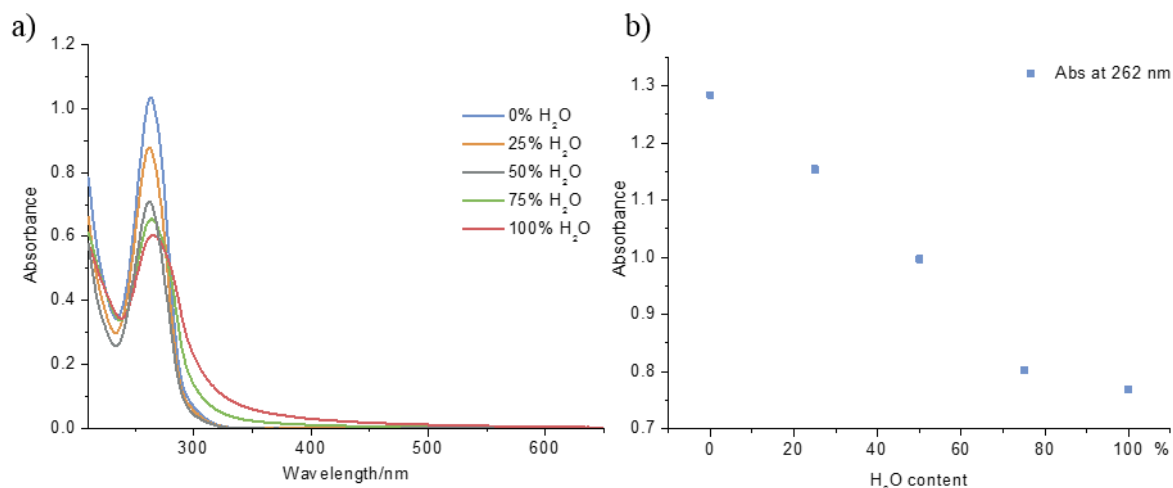 a)
1.2
1.0
0.8
0.6
0.4
0.2
0.0
Absorbance
300
400
500
600
Wavelength/nm
0% H₂O
25% H₂O
50% H₂O
75% H₂O
100% H₂O
b)
1.3
1.2
1.1
1.0
0.9
0.8
0.7
Absorbance
0
20
40
60
80
100 %
H₂O content
Abs at 262 nm